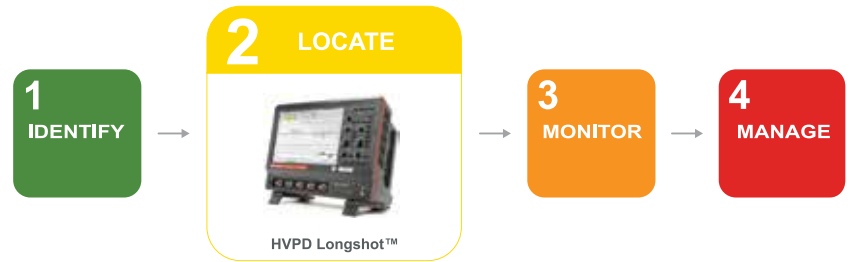 1
IDENTIFY
2 LOCATE
HVPD Longshot™
3
MONITOR
4
MANAGE